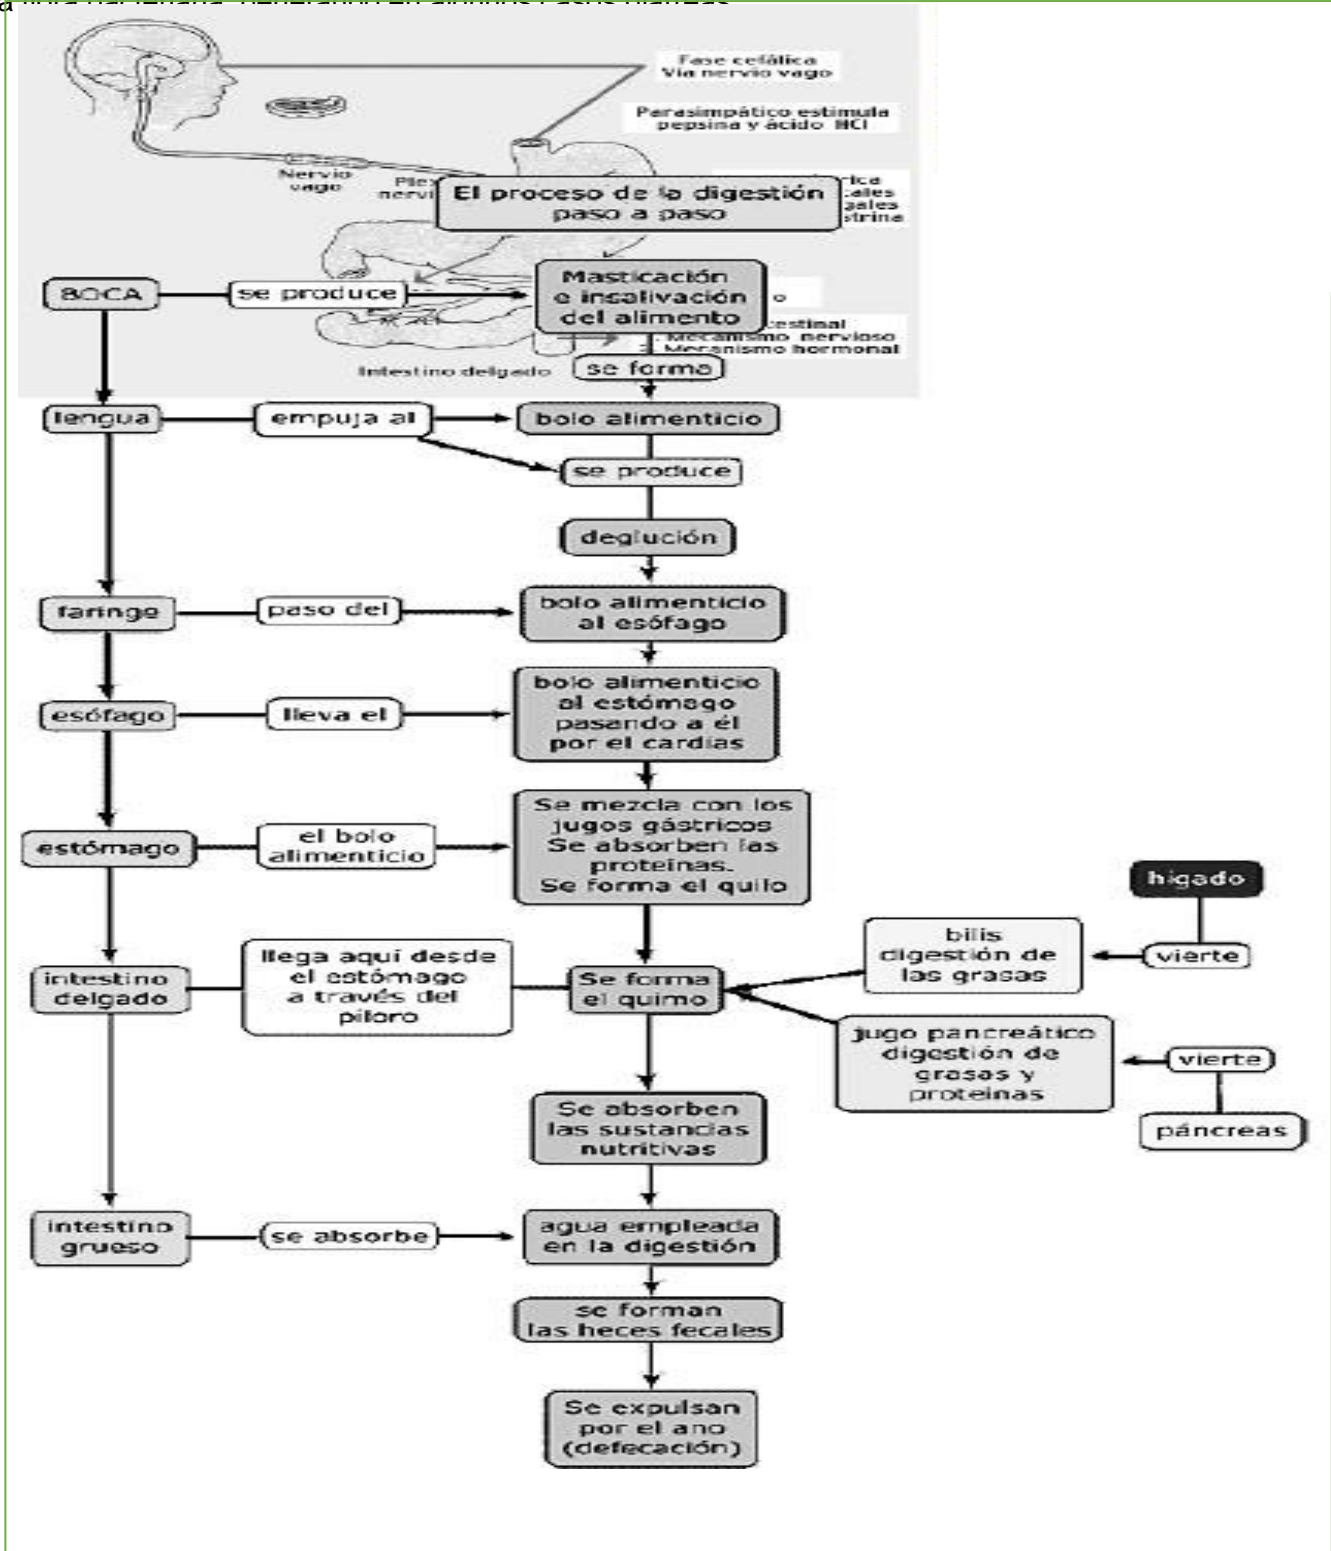 Fase cefálica
Vía nervio vago
Parasimpático estimula
pepsina y ácido HCl
Nervio
vago
El proceso de la digestión
paso a paso
BOCA
se produce
Masticación
e insalivación
del alimento
Mecanismo nervioso
Mecanismo hormonal
Intestino delgado
se forma
lengua
empuja al
bolo alimenticio
se produce
deglución
faringe
paso del
bolo alimenticio
al esófago
esófago
lleva el
bolo alimenticio
al estómago
pasando a él
por el cardias
estómago
el bolo
alimenticio
Se mezcla con los
jugos gástricos
Se absorben las
proteínas.
Se forma el quilo
hígado
vierte
bilis
digestión de
las grasas
intestino
delgado
llega aquí desde
el estómago
a través del
píloro
Se forma
el quimo
jugo pancreático
digestión de
grasas y
proteínas
vierte
páncreas
Se absorben
las sustancias
nutritivas
intestino
grueso
se absorbe
agua empleada
en la digestión
se forman
las heces fecales
Se expulsan
por el ano
(defecación)